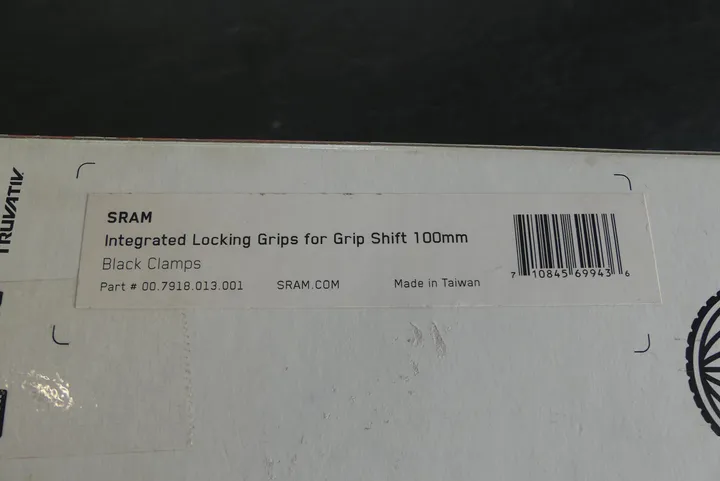 TRUVATIV
SRAM
Integrated Locking Grips for Grip Shift 100mm
Black Clamps
Part # 00.7918.013.001 SRAM.COM Made in Taiwan
7 10845 69943 6